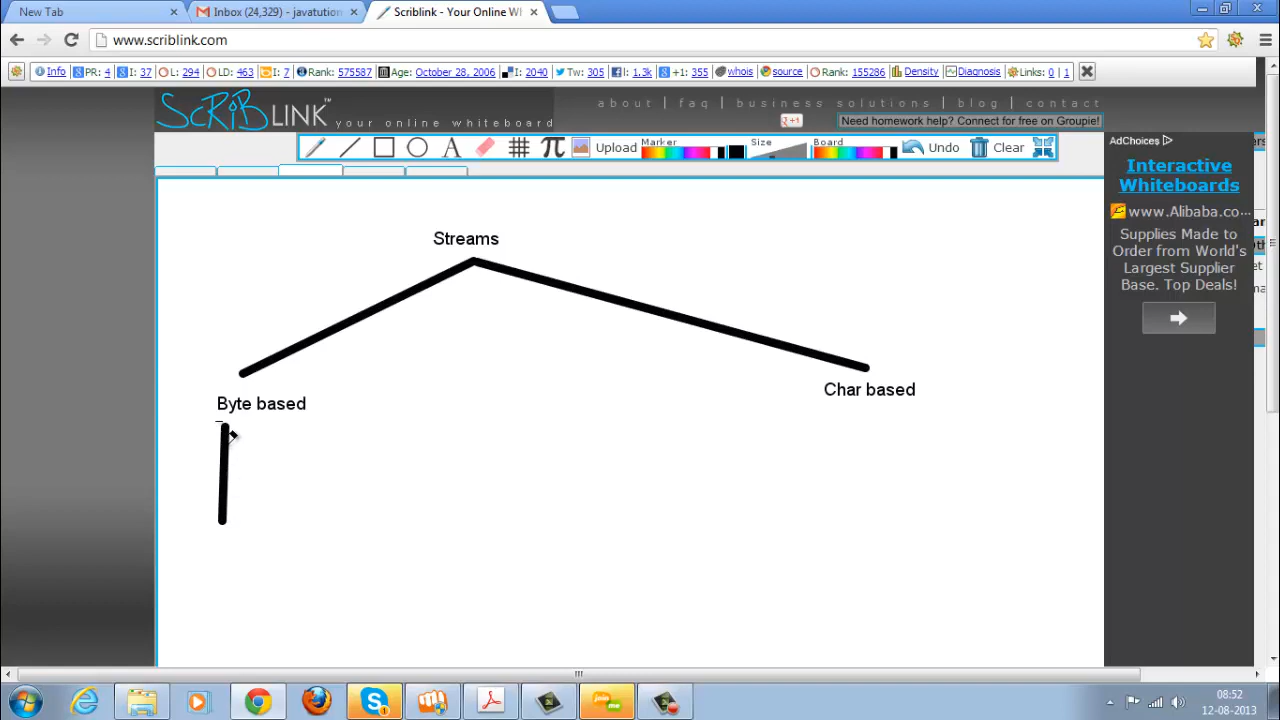 New Tab
Inbox (24,329) - javatution
Scriblink - Your Online Wh
www.scriblink.com
Info PR: 4 I: 37 L: 294 LD: 463 I: 7 Rank: 575587 Age: October 28, 2006 I: 2040 Tw: 305 I: 1.3k +1: 355 whois source Rank: 155286 Density Diagnosis Links: 0 | 1
SCRIBLINK™
your online whiteboard
about | faq | business solutions | blog | contact
+1
Need homework help? Connect for free on Groupie!
A π Upload Marker Size Board Undo Clear
AdChoices
Interactive
Whiteboards
www.Alibaba.co...
Supplies Made to
Order from World's
Largest Supplier
Base. Top Deals!
Streams
Byte based
Char based
08:52
12-08-2013